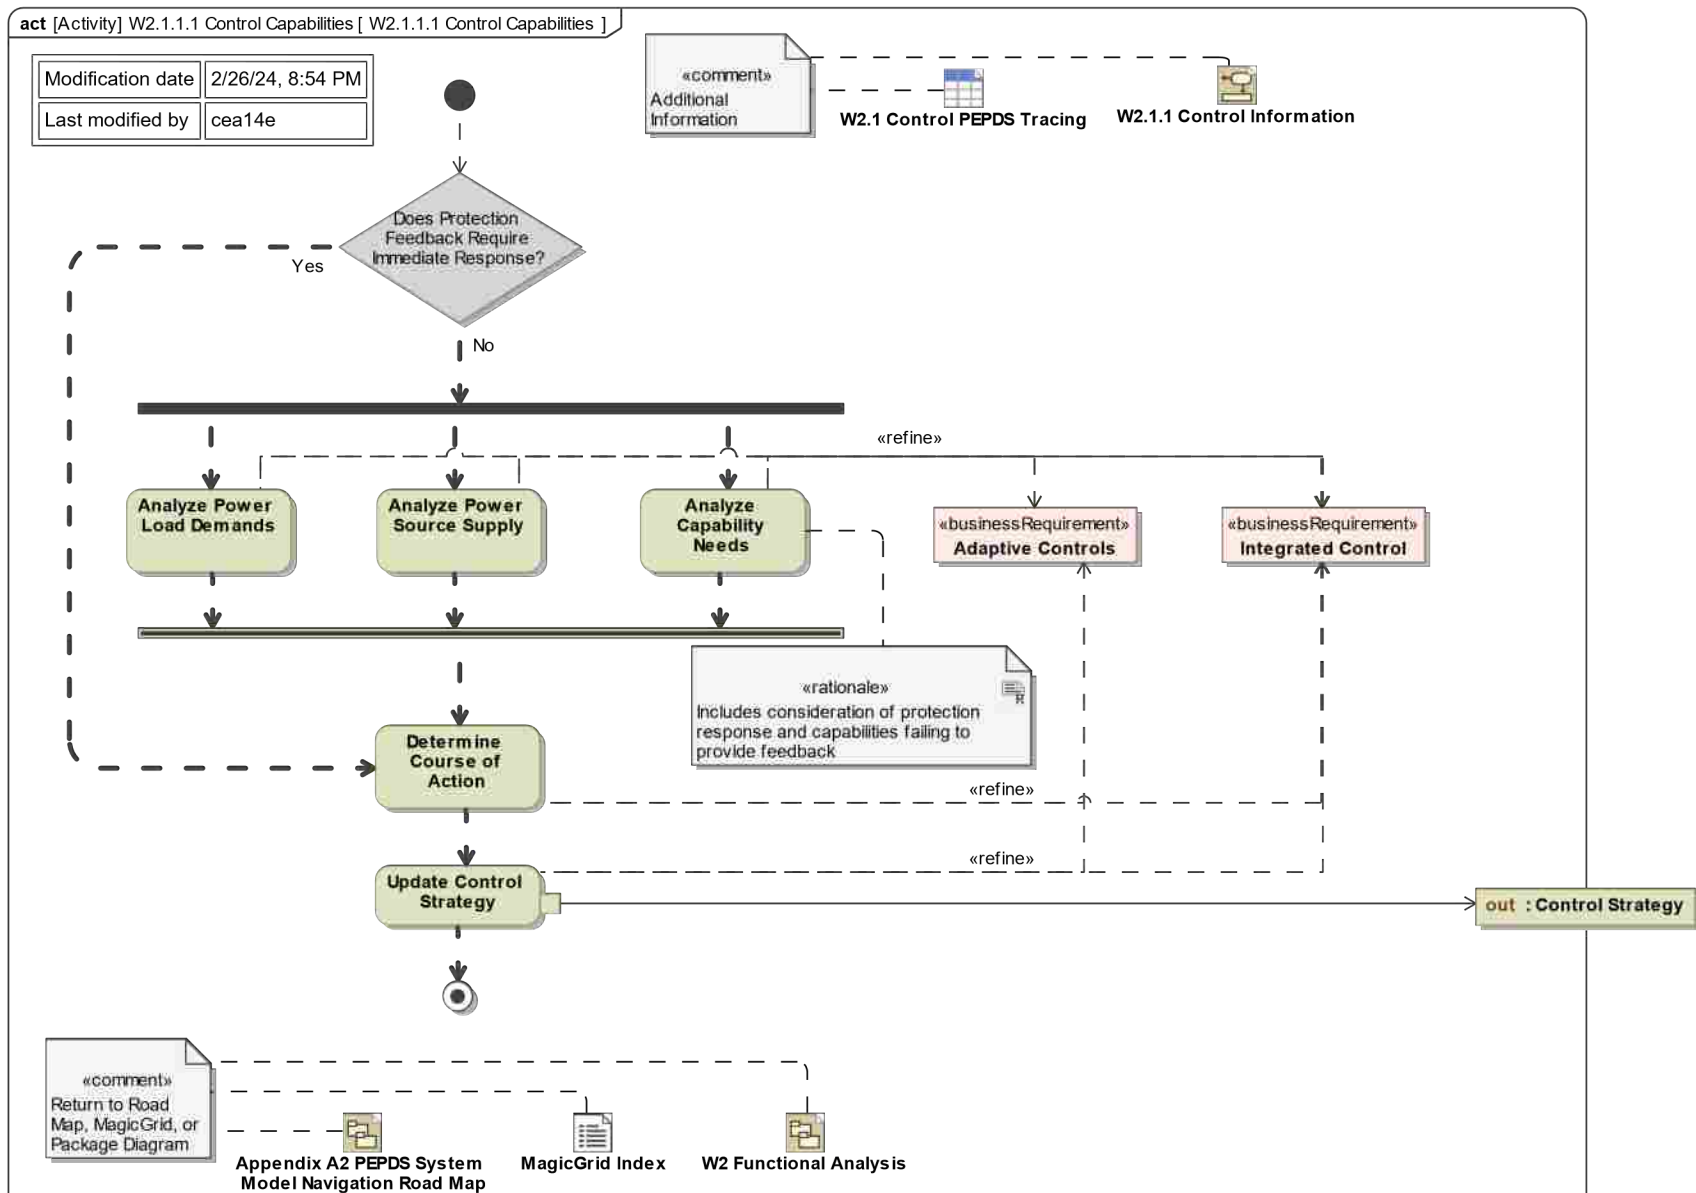 act [Activity] W2.1.1.1 Control Capabilities [ W2.1.1.1 Control Capabilities ]
Modification date 2/26/24, 8:54 PM
Last modified by cea14e
«comment»
Additional
Information
W2.1 Control PEPDS Tracing
W2.1.1 Control Information
Does Protection
Feedback Require
Immediate Response?
Yes
No
«refine»
Analyze Power
Load Demands
Analyze Power
Source Supply
Analyze
Capability
Needs
«businessRequirement»
Adaptive Controls
«businessRequirement»
Integrated Control
«rationale»
Includes consideration of protection
response and capabilities failing to
provide feedback
Determine
Course of
Action
«refine»
«refine»
Update Control
Strategy
out : Control Strategy
«comment»
Return to Road
Map, MagicGrid, or
Package Diagram
Appendix A2 PEPDS System
Model Navigation Road Map
MagicGrid Index
W2 Functional Analysis